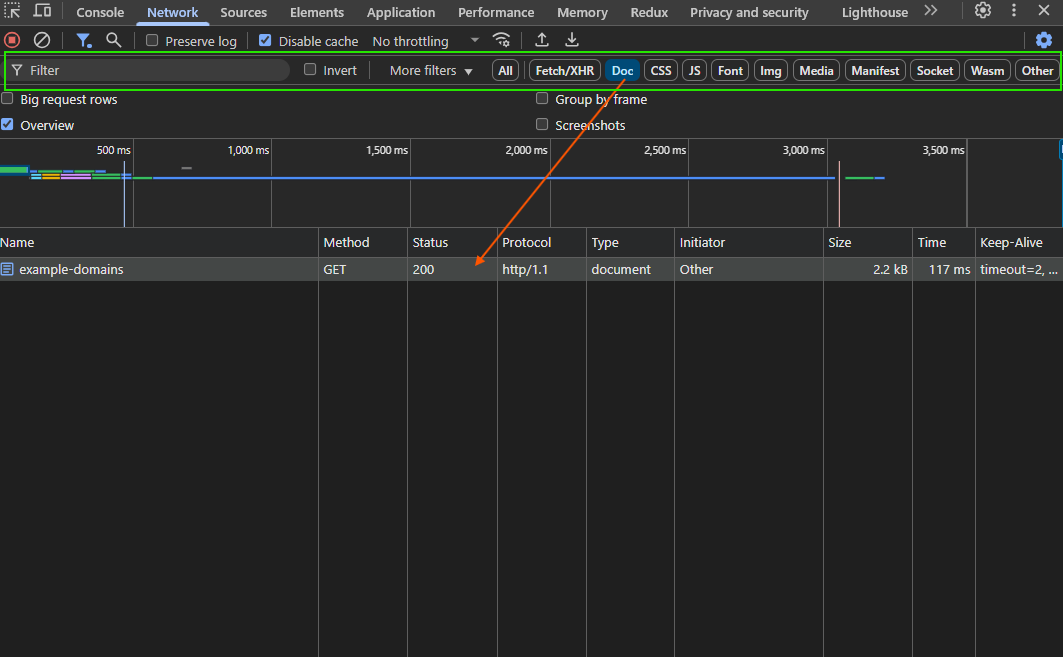 Console Network Sources Elements Application Performance Memory Redux Privacy and security Lighthouse
Preserve log Disable cache No throttling
Filter Invert More filters All Fetch/XHR Doc CSS JS Font Img Media Manifest Socket Wasm Other
Big request rows Group by frame
Overview Screenshots
500 ms 1,000 ms 1,500 ms 2,000 ms 2,500 ms 3,000 ms 3,500 ms
Name Method Status Protocol Type Initiator Size Time Keep-Alive
example-domains GET 200 http/1.1 document Other 2.2 kB 117 ms timeout=2, ...